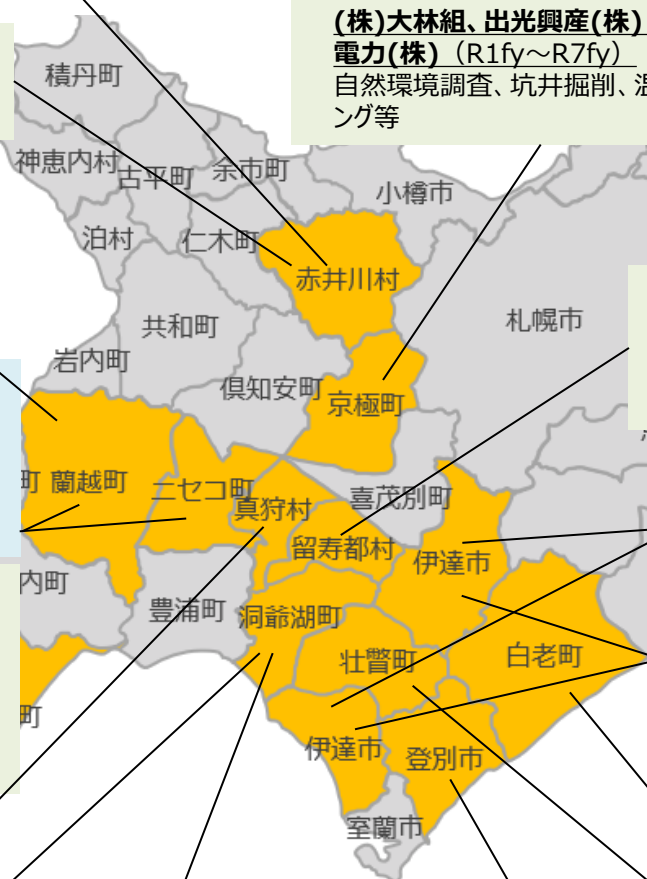 (株)大林組、出光興産(株)
電力(株)（R1fy～R7fy）
自然環境調査、坑井掘削、温
ング等
積丹町
神恵内村
古平町
余市町
小樽市
泊村
仁木町
赤井川村
共和町
札幌市
岩内町
倶知安町
京極町
町
蘭越町
ニセコ町
真狩村
喜茂別町
留寿都村
伊達市
内町
豊浦町
洞爺湖町
壮瞥町
白老町
町
伊達市
登別市
室蘭市